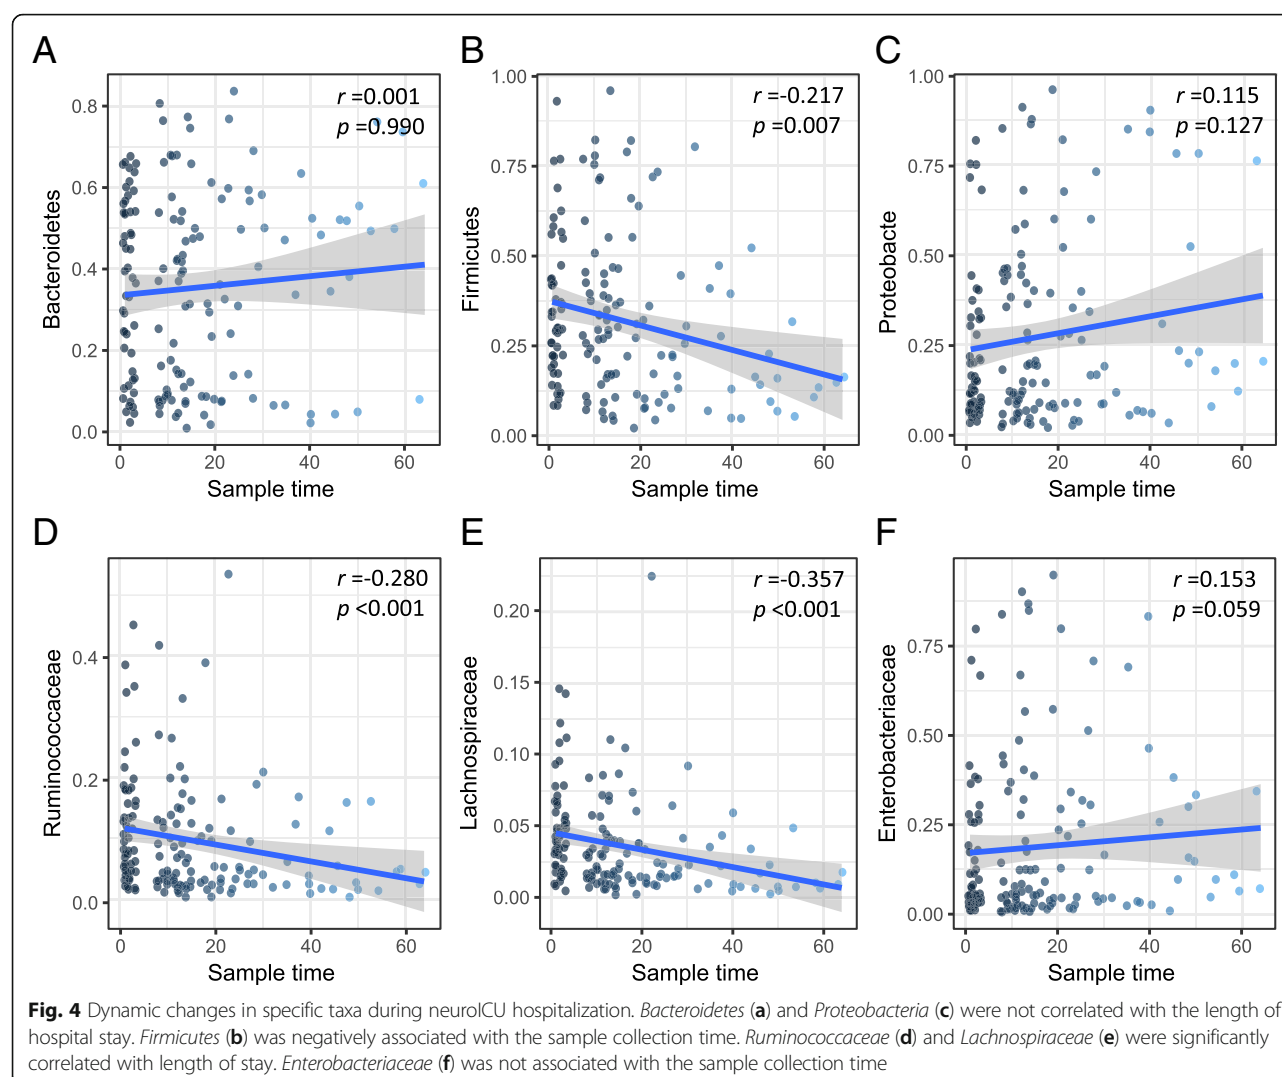 A
r =0.001
p =0.990
0.8
0.6
0.4
0.2
0.0
Bacteroidetes
0 20 40 60
Sample time
B
r =-0.217
p =0.007
1.00
0.75
0.50
0.25
0.00
Firmicutes
0 20 40 60
Sample time
C
r =0.115
p =0.127
1.00
0.75
0.50
0.25
0.00
Proteobacte
0 20 40 60
Sample time
D
r =-0.280
p <0.001
0.4
0.2
0.0
Ruminococcaceae
0 20 40 60
Sample time
E
r =-0.357
p <0.001
0.20
0.15
0.10
0.05
0.00
Lachnospiraceae
0 20 40 60
Sample time
F
r =0.153
p =0.059
0.75
0.50
0.25
0.00
Enterobacteriaceae
0 20 40 60
Sample time
Fig. 4 Dynamic changes in specific taxa during neuroICU hospitalization. Bacteroidetes (a) and Proteobacteria (c) were not correlated with the length of
hospital stay. Firmicutes (b) was negatively associated with the sample collection time. Ruminococcaceae (d) and Lachnospiraceae (e) were significantly
correlated with length of stay. Enterobacteriaceae (f) was not associated with the sample collection time